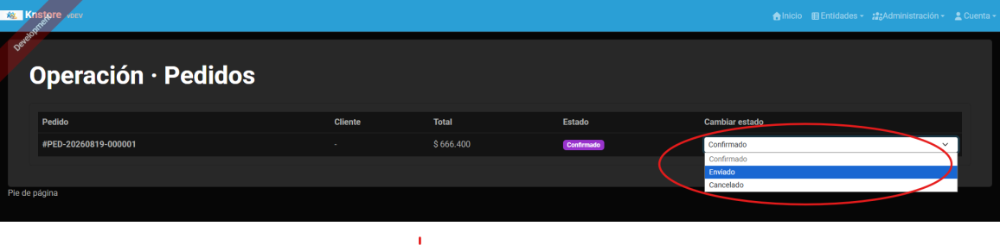 Knstore vDEV
Inicio Entidades Administración Cuenta
Development
Operación · Pedidos
Pedido Cliente Total Estado Cambiar estado
#PED-20260819-000001 - $ 666.400 Confirmado Confirmado
Confirmado
Enviado
Cancelado
Pie de página